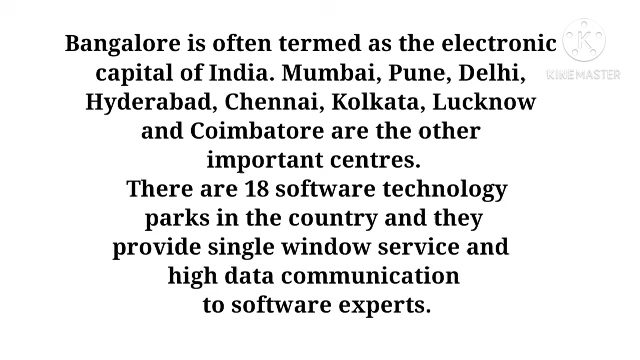 Bangalore is often termed as the electronic
capital of India. Mumbai, Pune, Delhi,
Hyderabad, Chennai, Kolkata, Lucknow
and Coimbatore are the other
important centres.
There are 18 software technology
parks in the country and they
provide single window service and
high data communication
to software experts.
KINEMASTER